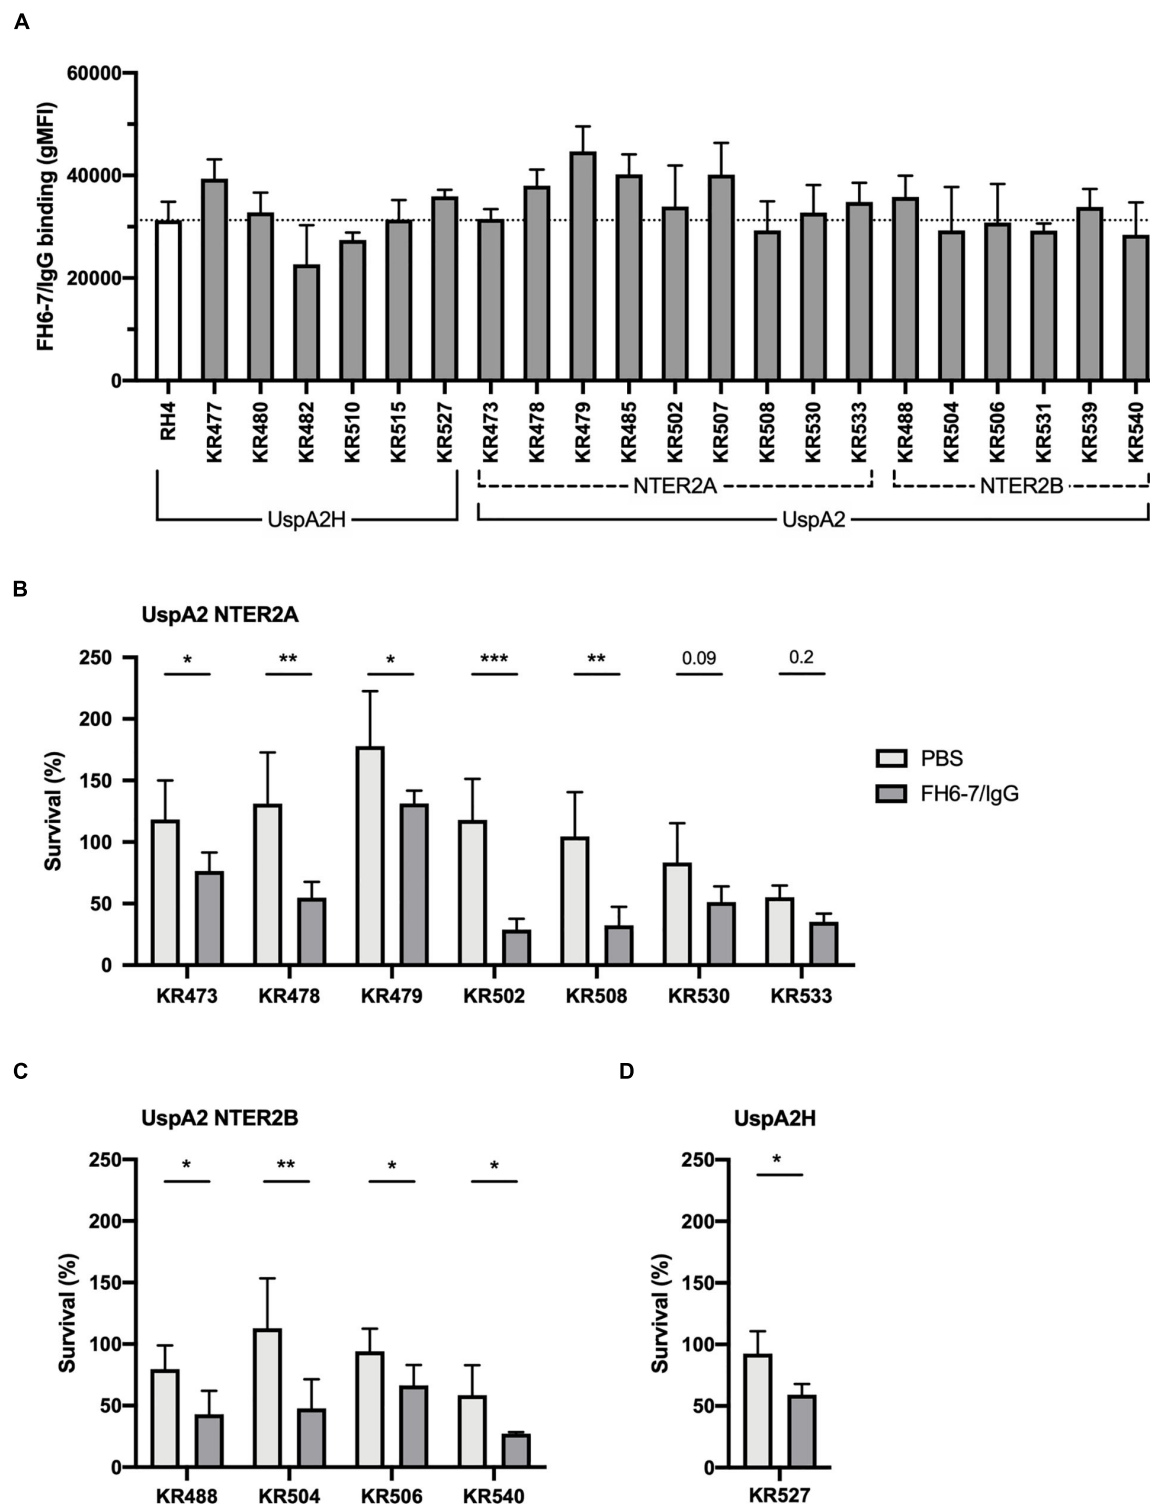 A
FH6-7/IgG binding (gMFI)
60000
40000
20000
0
RH4 KR477 KR480 KR482 KR510 KR515 KR527 KR473 KR478 KR479 KR485 KR502 KR507 KR508 KR530 KR533 KR488 KR504 KR506 KR531 KR539 KR540
NTER2A NTER2B
UspA2H UspA2
B
UspA2 NTER2A
Survival (%)
250
200
150
100
50
0
* ** * *** ** 0.09 0.2
KR473 KR478 KR479 KR502 KR508 KR530 KR533
PBS
FH6-7/IgG
C
UspA2 NTER2B
Survival (%)
250
200
150
100
50
0
* ** * *
KR488 KR504 KR506 KR540
D
UspA2H
Survival (%)
250
200
150
100
50
0
*
KR527